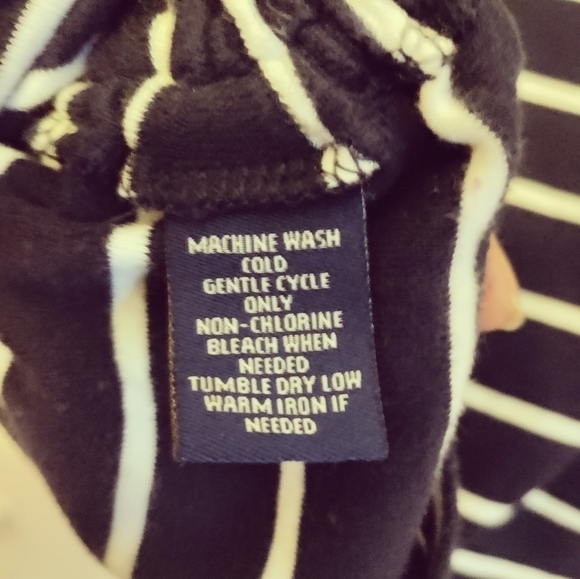 MACHINE WASH
COLD
GENTLE CYCLE
ONLY
NON-CHLORINE
BLEACH WHEN
NEEDED
TUMBLE DRY LOW
WARM IRON IF
NEEDED